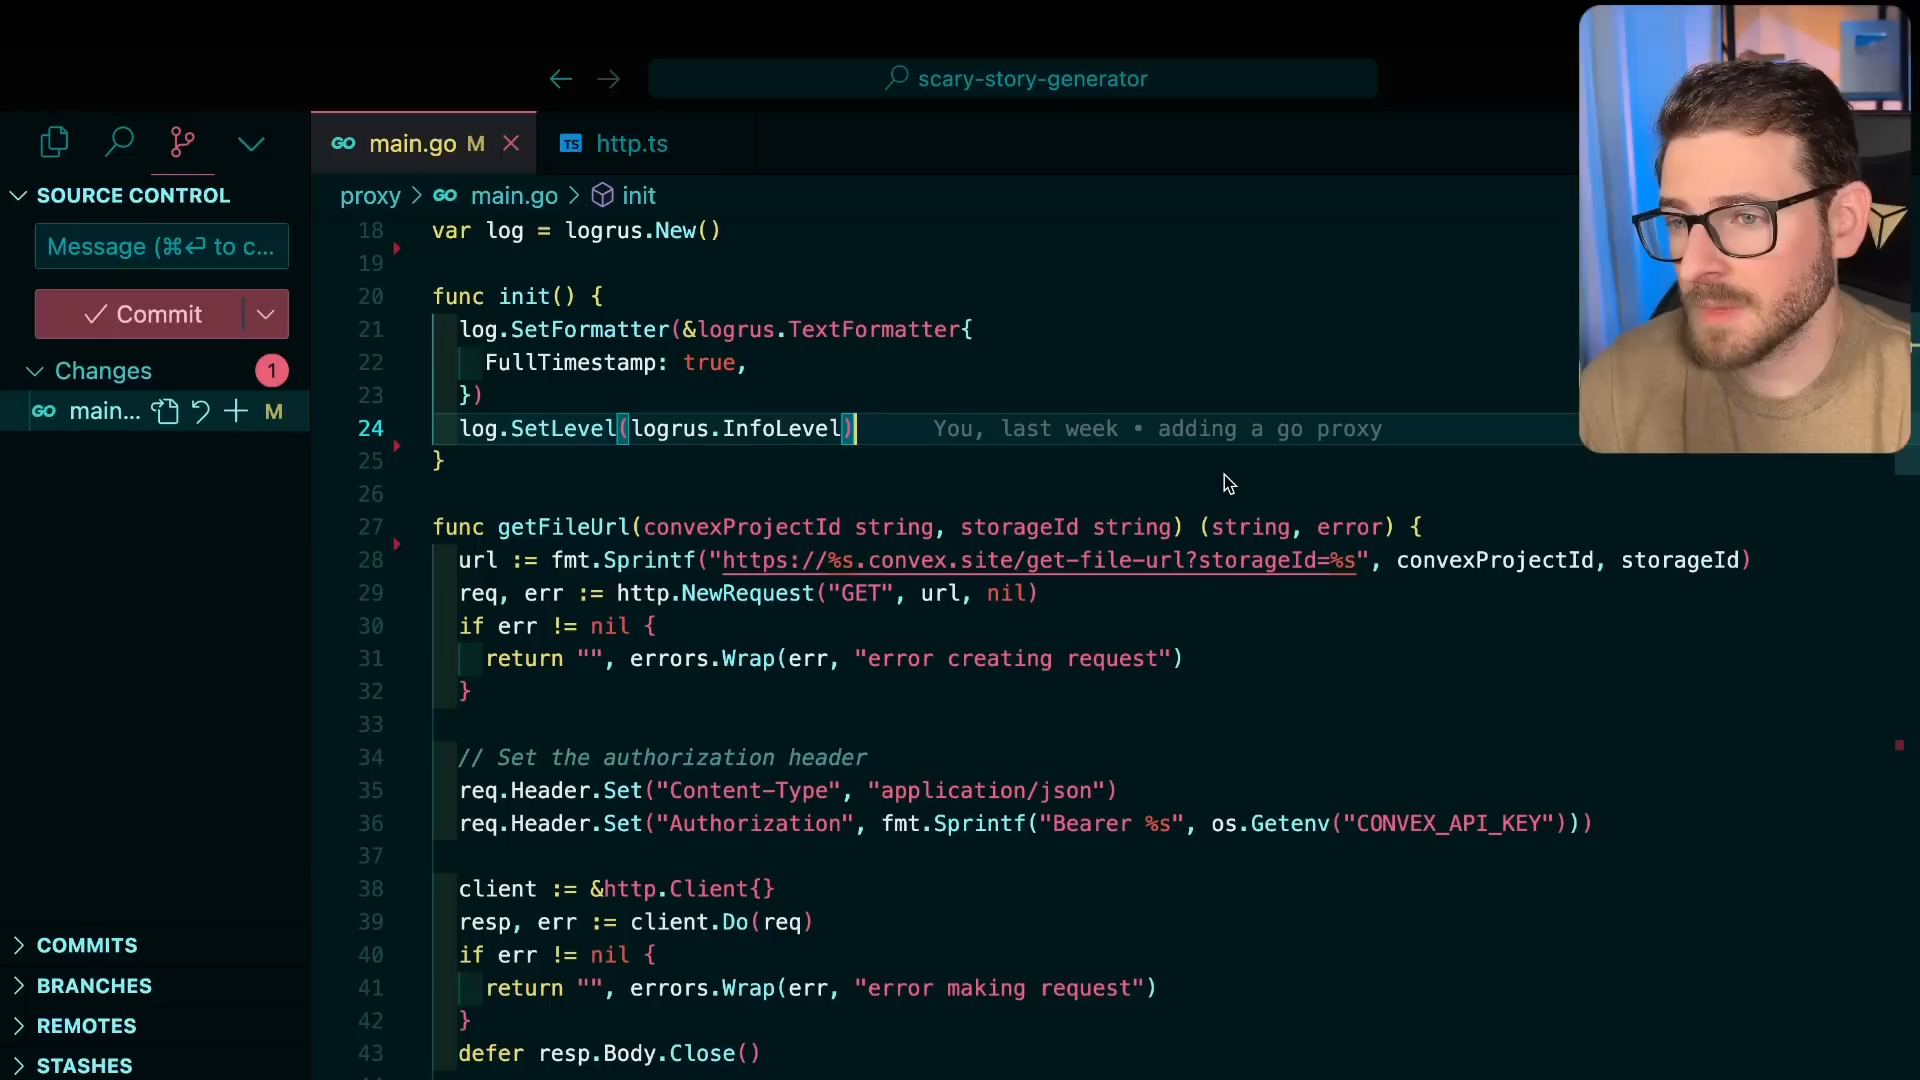 scary-story-generator
GO main.go M
TS http.ts
SOURCE CONTROL
Message (⌘⏎ to c...
Commit
Changes 1
GO main... M
COMMITS
BRANCHES
REMOTES
STASHES
proxy > GO main.go > init
18 var log = logrus.New()
19
20 func init() {
21 log.SetFormatter(&logrus.TextFormatter{
22 FullTimestamp: true,
23 })
24 log.SetLevel(logrus.InfoLevel) You, last week • adding a go proxy
25 }
26
27 func getFileUrl(convexProjectId string, storageId string) (string, error) {
28 url := fmt.Sprintf("https://%s.convex.site/get-file-url?storageId=%s", convexProjectId, storageId)
29 req, err := http.NewRequest("GET", url, nil)
30 if err != nil {
31 return "", errors.Wrap(err, "error creating request")
32 }
33
34 // Set the authorization header
35 req.Header.Set("Content-Type", "application/json")
36 req.Header.Set("Authorization", fmt.Sprintf("Bearer %s", os.Getenv("CONVEX_API_KEY")))
37
38 client := &http.Client{}
39 resp, err := client.Do(req)
40 if err != nil {
41 return "", errors.Wrap(err, "error making request")
42 }
43 defer resp.Body.Close()